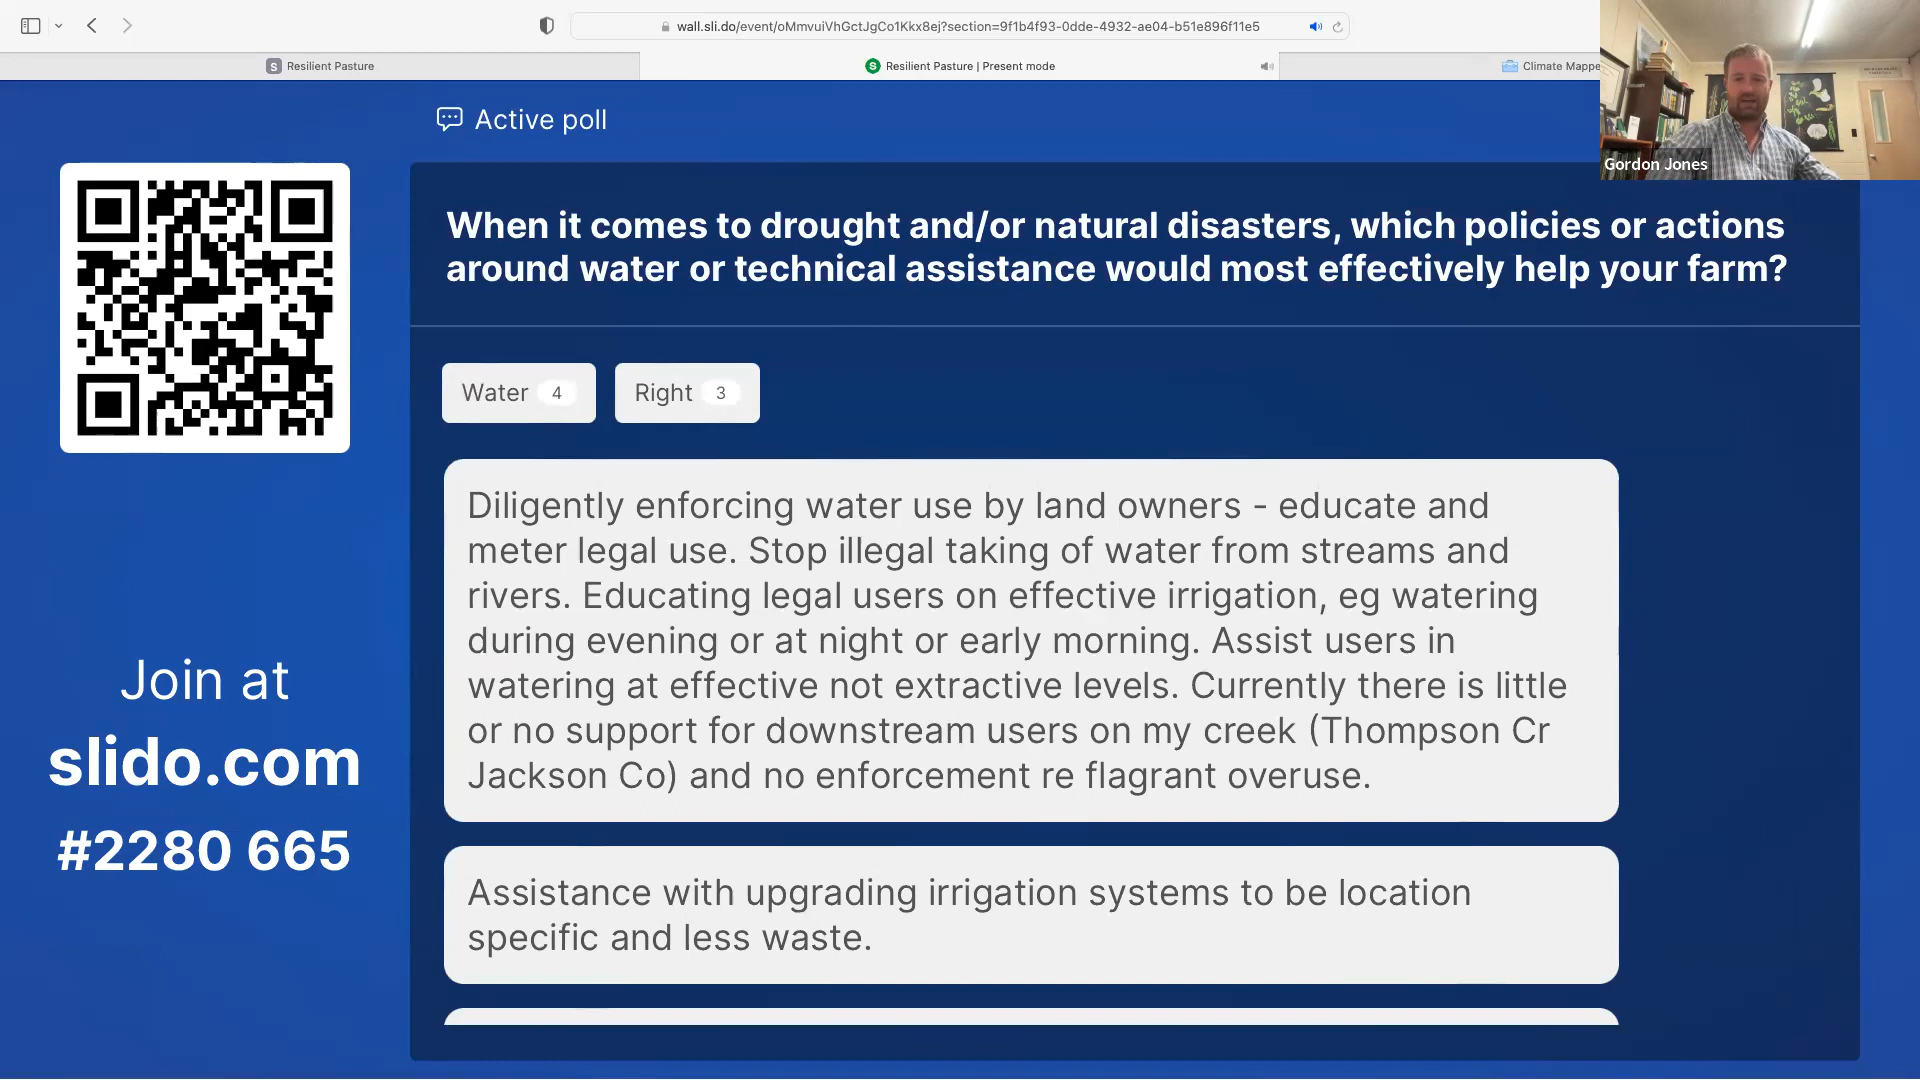 wall.sli.do/event/oMmvuiVhGctJgCo1Kkx8ej?section=9f1b4f93-0dde-4932-ae04-b51e896f11e5
Resilient Pasture
Resilient Pasture | Present mode
Climate Mappe
Gordon Jones
Active poll
When it comes to drought and/or natural disasters, which policies or actions
around water or technical assistance would most effectively help your farm?
Water 4
Right 3
Diligently enforcing water use by land owners - educate and
meter legal use. Stop illegal taking of water from streams and
rivers. Educating legal users on effective irrigation, eg watering
during evening or at night or early morning. Assist users in
watering at effective not extractive levels. Currently there is little
or no support for downstream users on my creek (Thompson Cr
Jackson Co) and no enforcement re flagrant overuse.
Assistance with upgrading irrigation systems to be location
specific and less waste.
Join at
slido.com
#2280 665